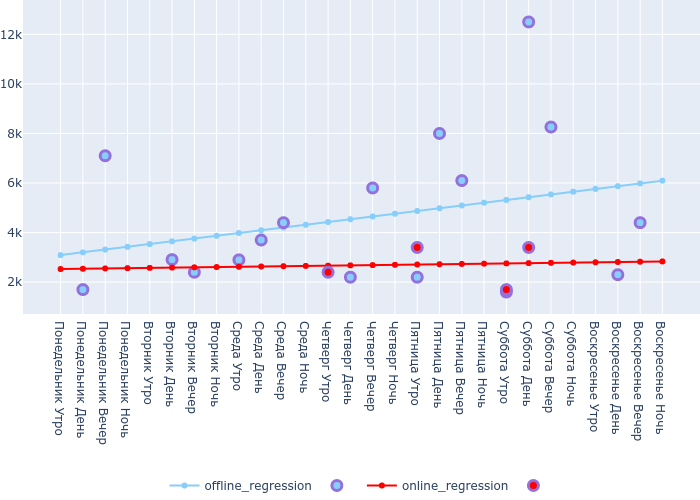 12k
10k
8k
6k
4k
2k
Понедельник Утро
Понедельник День
Понедельник Вечер
Понедельник Ночь
Вторник Утро
Вторник День
Вторник Вечер
Вторник Ночь
Среда Утро
Среда День
Среда Вечер
Среда Ночь
Четверг Утро
Четверг День
Четверг Вечер
Четверг Ночь
Пятница Утро
Пятница День
Пятница Вечер
Пятница Ночь
Суббота Утро
Суббота День
Суббота Вечер
Суббота Ночь
Воскресенье Утро
Воскресенье День
Воскресенье Вечер
Воскресенье Ночь
offline_regression online_regression